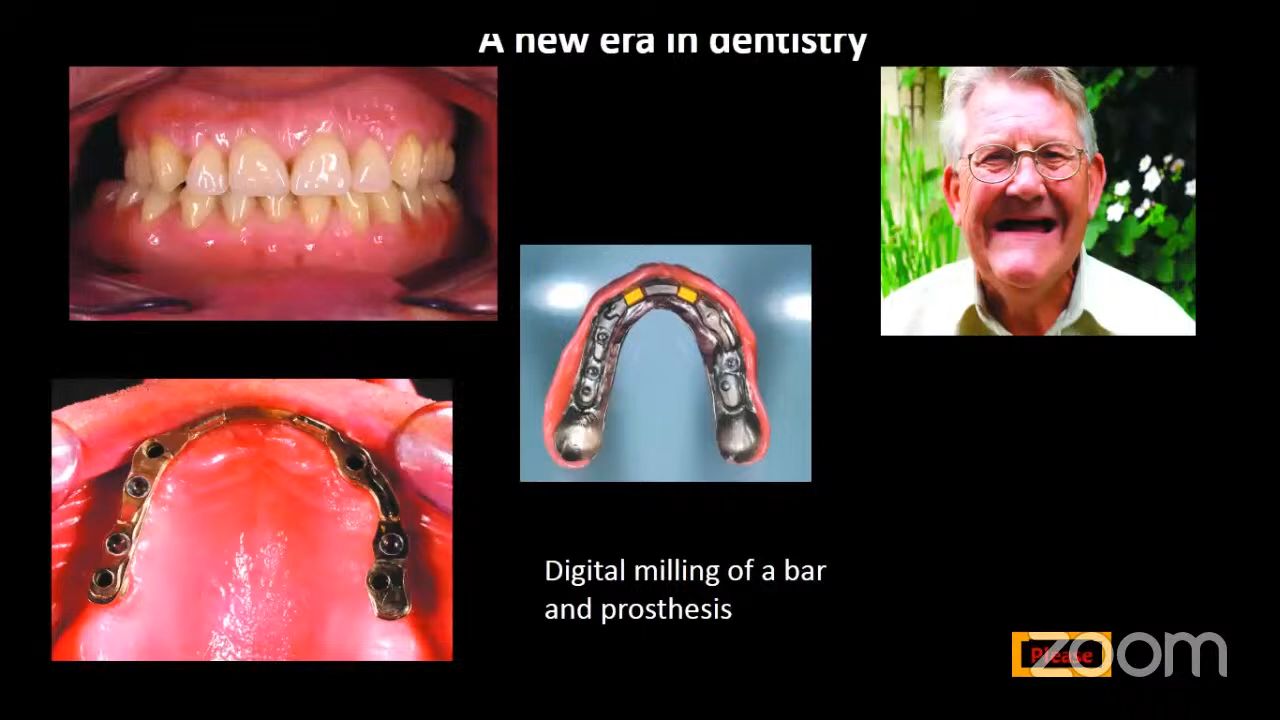 A new era in dentistry
Digital milling of a bar
and prosthesis
Please
zoom